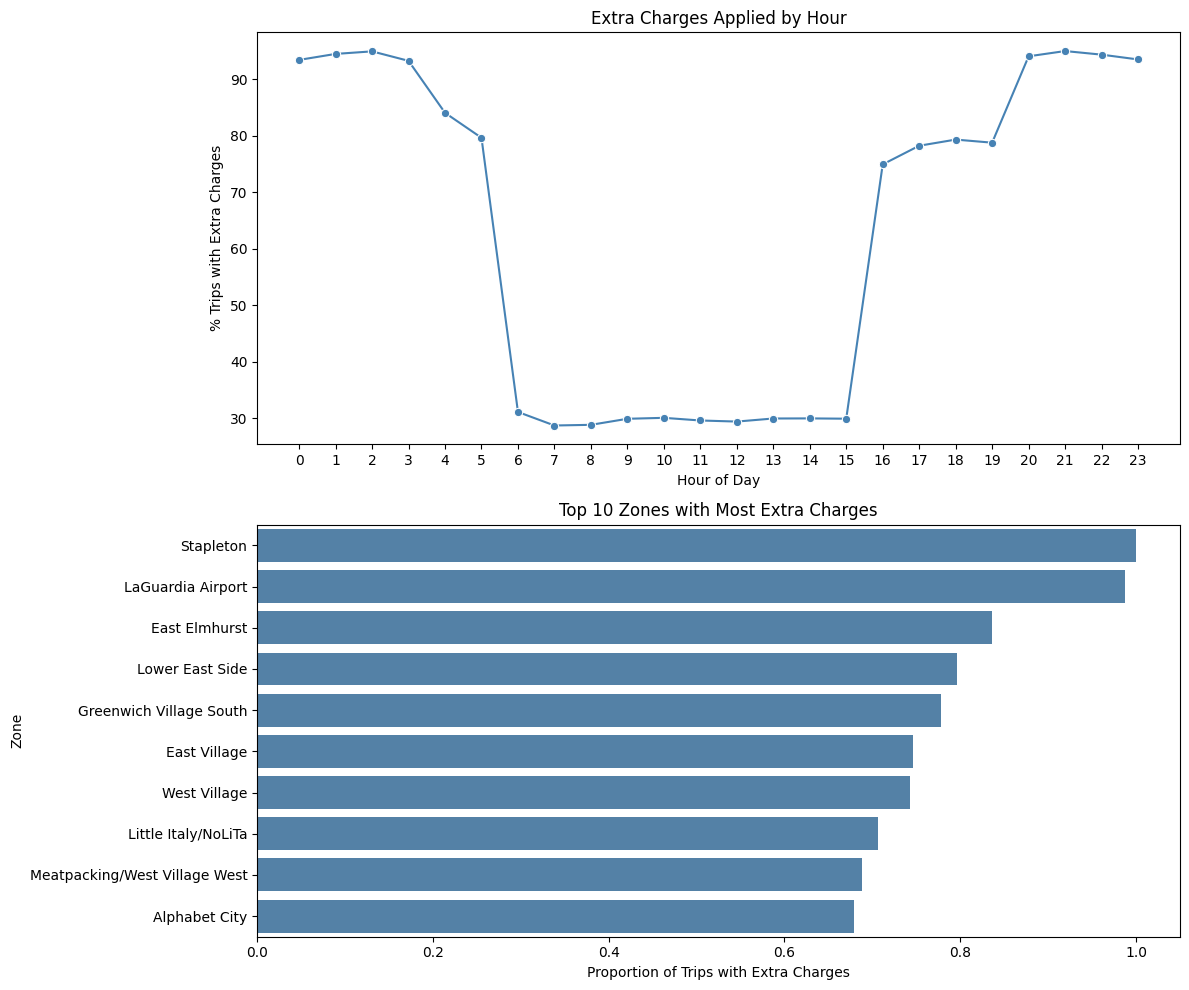 Extra Charges Applied by Hour
90
80
70
60
50
40
30
% Trips with Extra Charges
0 1 2 3 4 5 6 7 8 9 10 11 12 13 14 15 16 17 18 19 20 21 22 23
Hour of Day
Top 10 Zones with Most Extra Charges
Zone
Stapleton
LaGuardia Airport
East Elmhurst
Lower East Side
Greenwich Village South
East Village
West Village
Little Italy/NoLiTa
Meatpacking/West Village West
Alphabet City
0.0 0.2 0.4 0.6 0.8 1.0
Proportion of Trips with Extra Charges